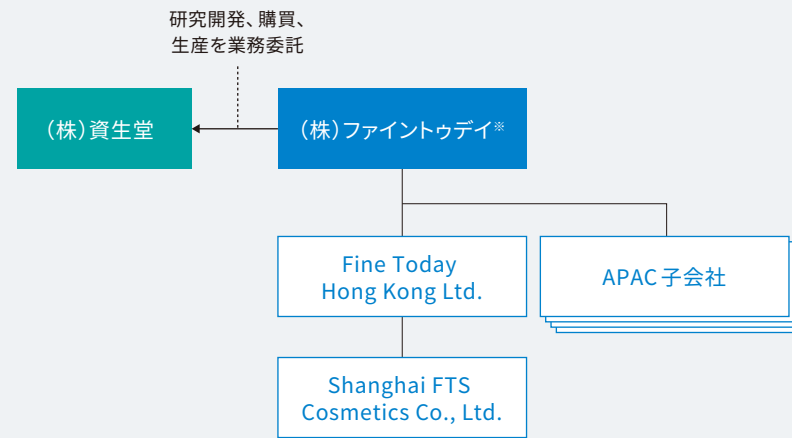 研究開発、購買、
生産を業務委託
（株）資生堂
（株）ファイントゥデイ※
Fine Today
Hong Kong Ltd.
APAC子会社
Shanghai FTS
Cosmetics Co., Ltd.